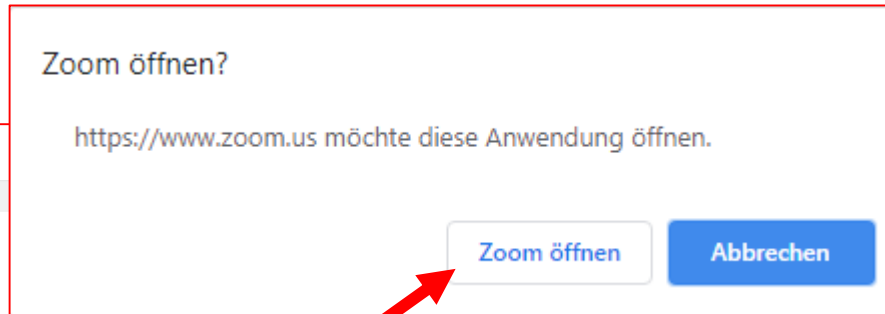 Zoom öffnen?
https://www.zoom.us möchte diese Anwendung öffnen.
Zoom öffnen Abbrechen